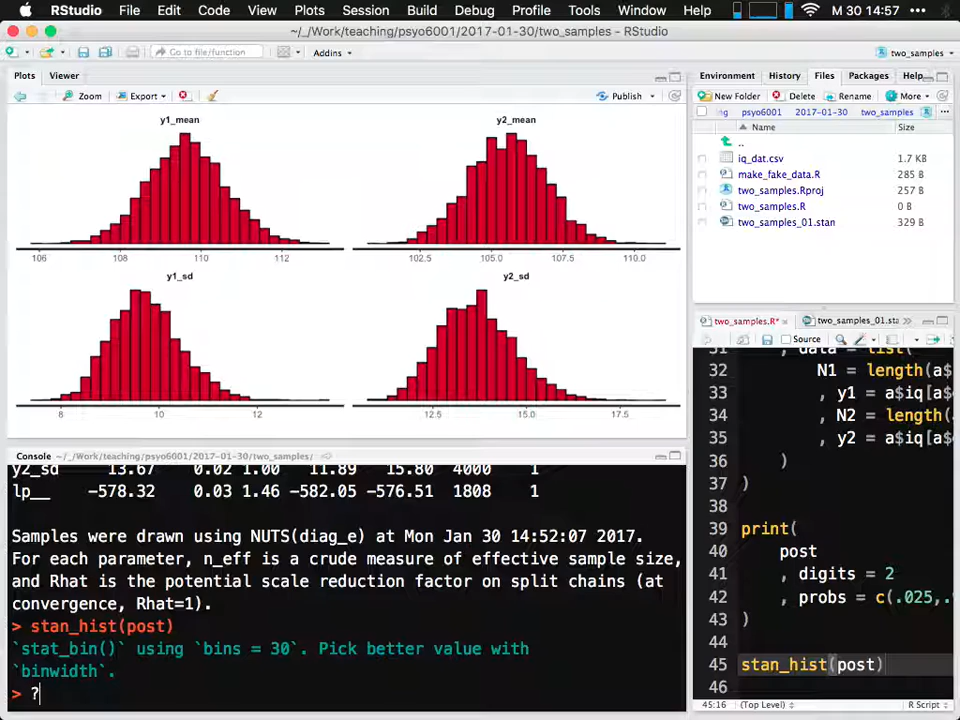 RStudio File Edit Code View Plots Session Build Debug Profile Tools Window Help M 30 14:57
~/_/Work/teaching/psyo6001/2017-01-30/two_samples – RStudio
Go to file/function Addins two_samples
Plots Viewer
Zoom Export Publish
y1_mean y2_mean
106 108 110 112 102.5 105.0 107.5 110.0
y1_sd y2_sd
8 10 12 12.5 15.0 17.5
Environment History Files Packages Help
New Folder Delete Rename More
ng psyo6001 2017-01-30 two_samples
Name Size
..
iq_dat.csv 1.7 KB
make_fake_data.R 285 B
two_samples.Rproj 257 B
two_samples.R 0 B
two_samples_01.stan 329 B
Console ~/_/Work/teaching/psyo6001/2017-01-30/two_samples/
y2_sd 13.67 0.02 1.00 11.89 15.80 4000 1
lp__ −578.32 0.03 1.46 −582.05 −576.51 1808 1
Samples were drawn using NUTS(diag_e) at Mon Jan 30 14:52:07 2017.
For each parameter, n_eff is a crude measure of effective sample size,
and Rhat is the potential scale reduction factor on split chains (at
convergence, Rhat=1).
> stan_hist(post)
`stat_bin()` using `bins = 30`. Pick better value with
`binwidth`.
> ?
two_samples.R* two_samples_01.sta
Source
31 , data = list(
32 N1 = length(a$
33 , y1 = a$iq[a$
34 , N2 = length(
35 , y2 = a$iq[a$
36 )
37 )
38
39 print(
40 post
41 , digits = 2
42 , probs = c(.025,.
43 )
44
45 stan_hist(post)
46
45:16 (Top Level) R Script